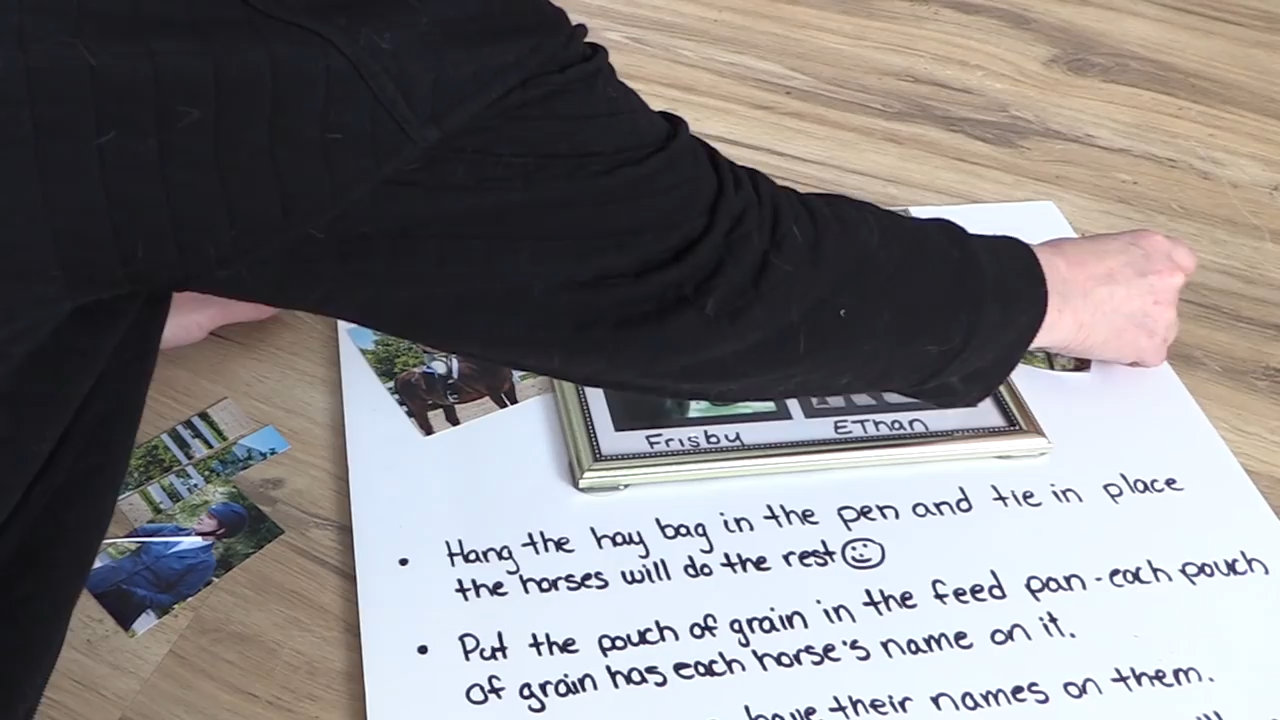 Frisby EThan
• Hang the hay bag in the pen and tie in place
the horses will do the rest
• Put the pouch of grain in the feed pan - each pouch
of grain has each horse's name on it.
have their names on them.